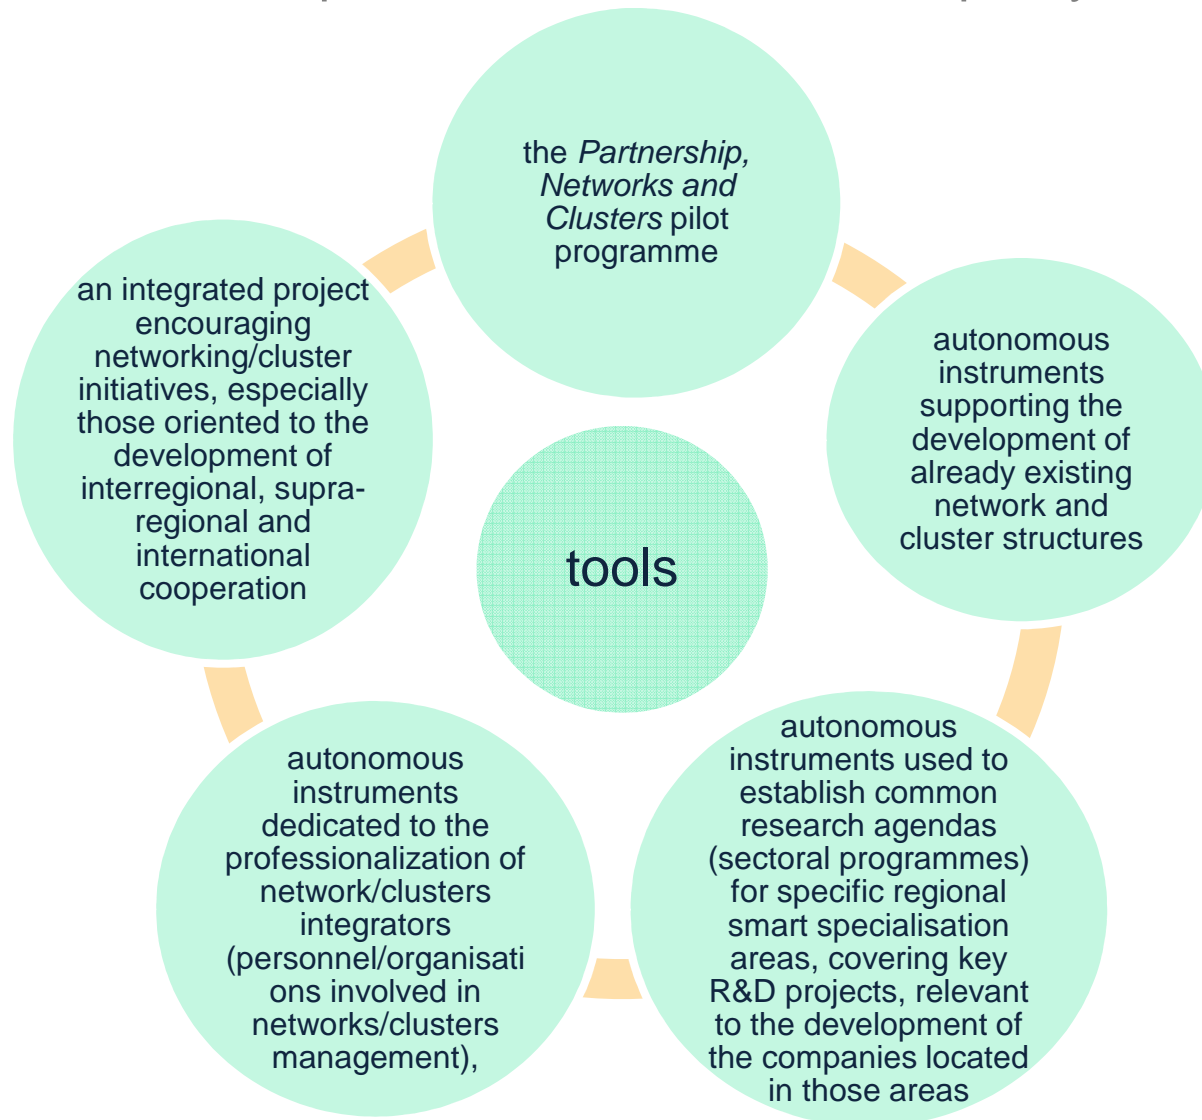 the Partnership,
Networks and
Clusters pilot
programme
an integrated project
encouraging
networking/cluster
initiatives, especially
those oriented to the
development of
interregional, supra-
regional and
international
cooperation
autonomous
instruments
supporting the
development of
already existing
network and
cluster structures
tools
autonomous
instruments
dedicated to the
professionalization of
network/clusters
integrators
(personnel/organisati
ons involved in
networks/clusters
management),
autonomous
instruments used to
establish common
research agendas
(sectoral programmes)
for specific regional
smart specialisation
areas, covering key
R&D projects, relevant
to the development of
the companies located
in those areas